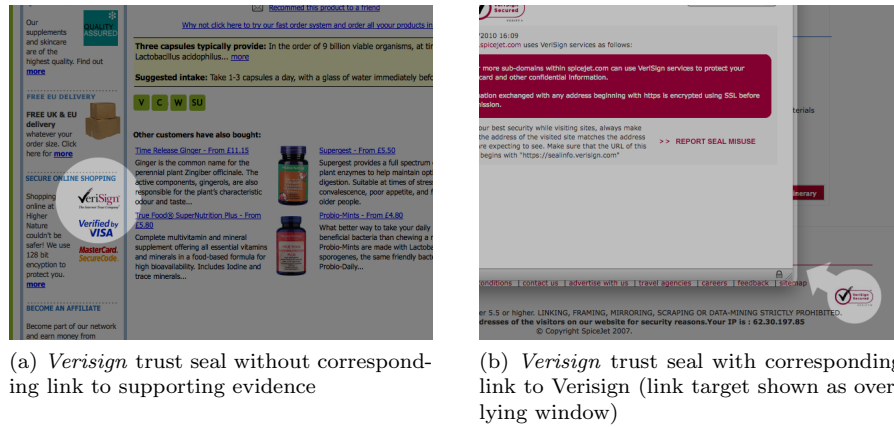 Recommed this product to a friend
Our
supplements
and skincare
are of the
highest quality. Find out
more
QUALITY
ASSURED
Why not click here to try our fast order system and order all yoour products in
Three capsules typically provide: In the order of 9 billion viable organisms, at
Lactobacillus acidophilus... more
Suggested intake: Take 1-3 capsules a day, with a glass of water immediately
V C W SU
FREE EU DELIVERY
FREE UK & EU
delivery
whatever your
order size. Click
here for more
Other customers have also bought:
Time Release Ginger - From £11.15
Ginger is the common name for the
perennial plant Zingiber officinale. The
active components, gingerols, are also
responsible for the plant's characteristic
odour and taste...
Supergest - From £5.50
Supergest provides a full spectrum
plant enzymes to help maintain
digestion. Suitable at times of
convalescence, poor appetite, and
older people.
SECURE ONLINE SHOPPING
Shopping
online at
Higher
Nature
couldn't be
safer! We use
128 bit
encyption to
protect you.
more
VeriSign
Verified by
VISA
MasterCard.
SecureCode.
True Food® SuperNutrition Plus - From
£5.80
Complete multivitamin and mineral
supplement offering all essential vitamins
and minerals in a food-based formula for
high bioavailability. Includes Iodine and
trace minerals...
Probio-Mints - From £4.80
What better way to take your daily
beneficial bacteria than chewing a
Probio-Mints are made with
sporogenes, the same friendly
Probio-Daily...
BECOME AN AFFILIATE
Become part of our network
and earn money from
(a) Verisign trust seal without correspond-
ing link to supporting evidence
VeriSign
Secured
/2010 16:09
spicejet.com uses VeriSign services as follows:
more sub-domains within spicejet.com can use VeriSign services to protect your
card and other confidential information.
ation exchanged with any address beginning with https is encrypted using SSL before
mission.
our best security while visiting sites, always make
the address of the visited site matches the address
are expecting to see. Make sure that the URL of this
begins with "https://sealinfo.verisign.com"
>> REPORT SEAL MISUSE
terials
nerary
conditions | contact us | advertise with us | travel agencies | careers | feedback | sitemap
VeriSign
Secured
er 5.5 or higher. LINKING, FRAMING, MIRRORING, SCRAPING OR DATA-MINING STRICTLY PROHIBITED.
dresses of the visitors on our website for security reasons.Your IP is : 62.30.197.85
© Copyright SpiceJet 2007.
(b) Verisign trust seal with corresponding
link to Verisign (link target shown as over-
lying window)